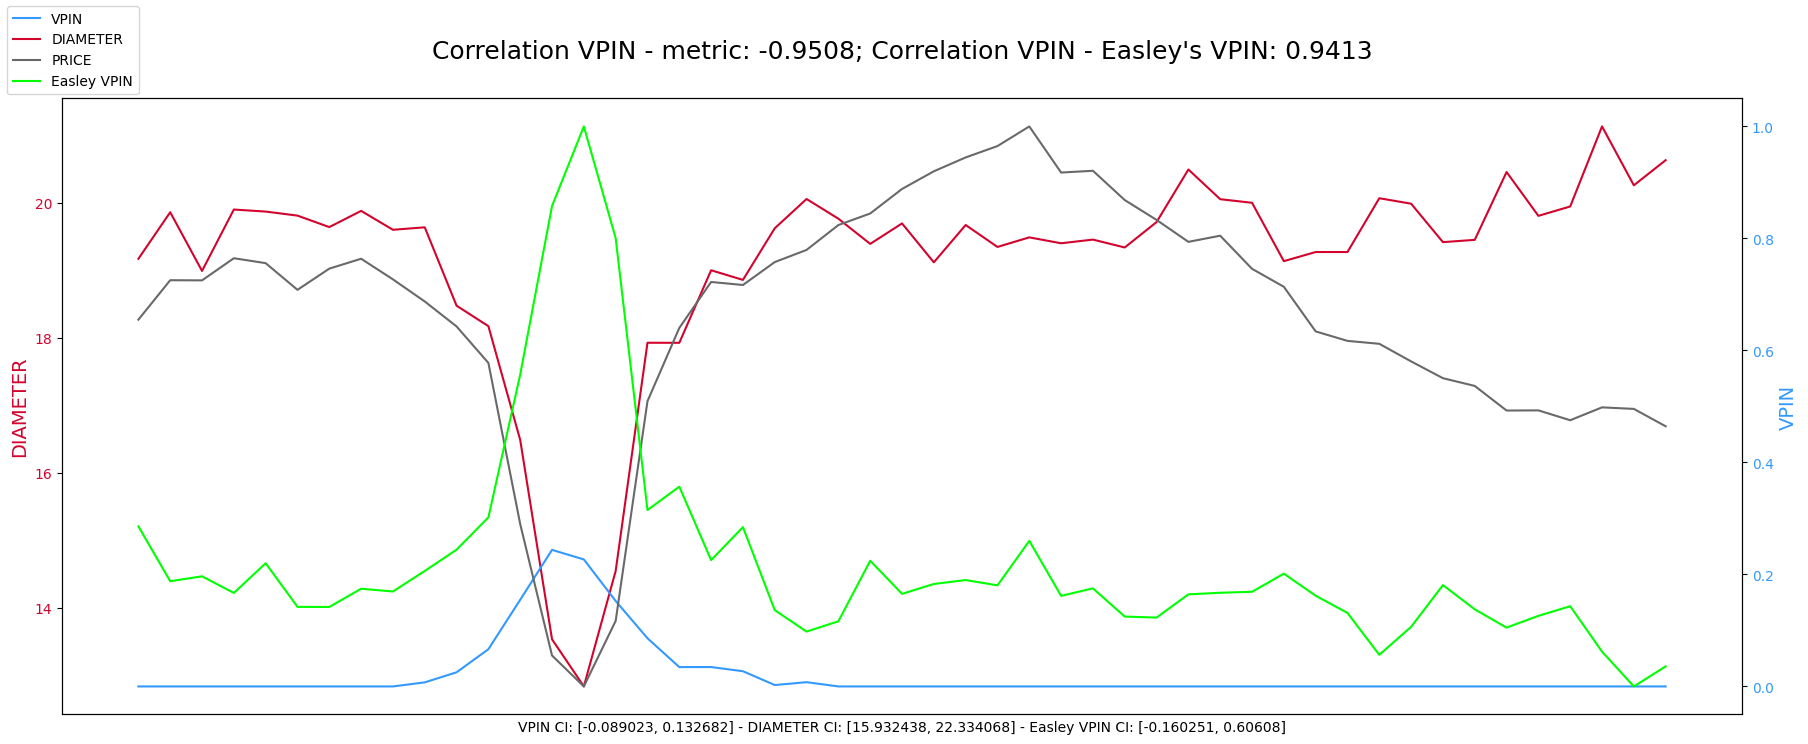 VPIN
DIAMETER
PRICE
Easley VPIN
Correlation VPIN - metric: -0.9508; Correlation VPIN - Easley's VPIN: 0.9413
DIAMETER
20
18
16
14
1.0
0.8
0.6
0.4
0.2
0.0
VPIN
VPIN CI: [-0.089023, 0.132682] - DIAMETER CI: [15.932438, 22.334068] - Easley VPIN CI: [-0.160251, 0.60608]